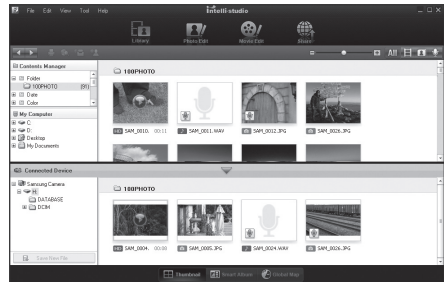 File Edit View Tool Help
intelli-studio
Library Photo Edit Movie Edit Share
All
Contents Manager
Folder
100PHOTO (91)
Date
Color
My Computer
C:
D:
Desktop
My Documents
100PHOTO
HD SAM_0010. 00:11 SAM_0011.WAV SAM_0012.JPG SAM_0026.JPG
Connected Device
Samsung Camera
H:
DATABASE
DCIM
Save New File
100PHOTO
HD SAM_0004. 00:08 SAM_0005.JPG SAM_0024.WAV SAM_0026.JPG
Thumbnail Smart Album Global Map